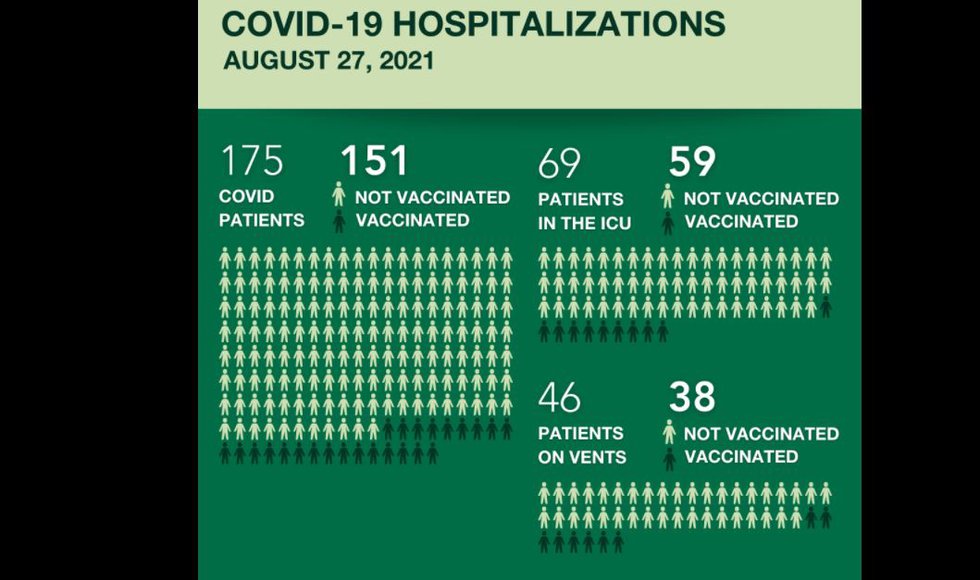 COVID-19 HOSPITALIZATIONS
AUGUST 27, 2021
175
COVID
PATIENTS
151
NOT VACCINATED
VACCINATED
69
PATIENTS
IN THE ICU
59
NOT VACCINATED
VACCINATED
46
PATIENTS
ON VENTS
38
NOT VACCINATED
VACCINATED